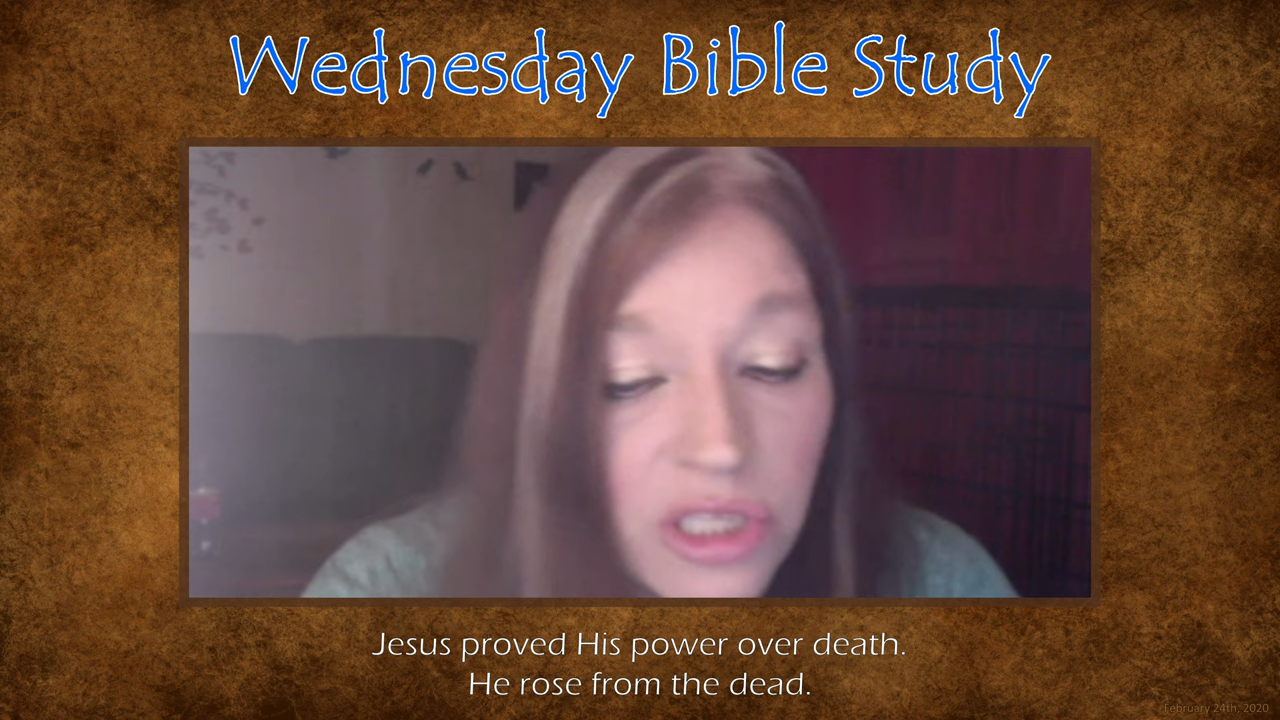 Wednesday Bible Study
Jesus proved His power over death.
He rose from the dead.
February 24th, 2020